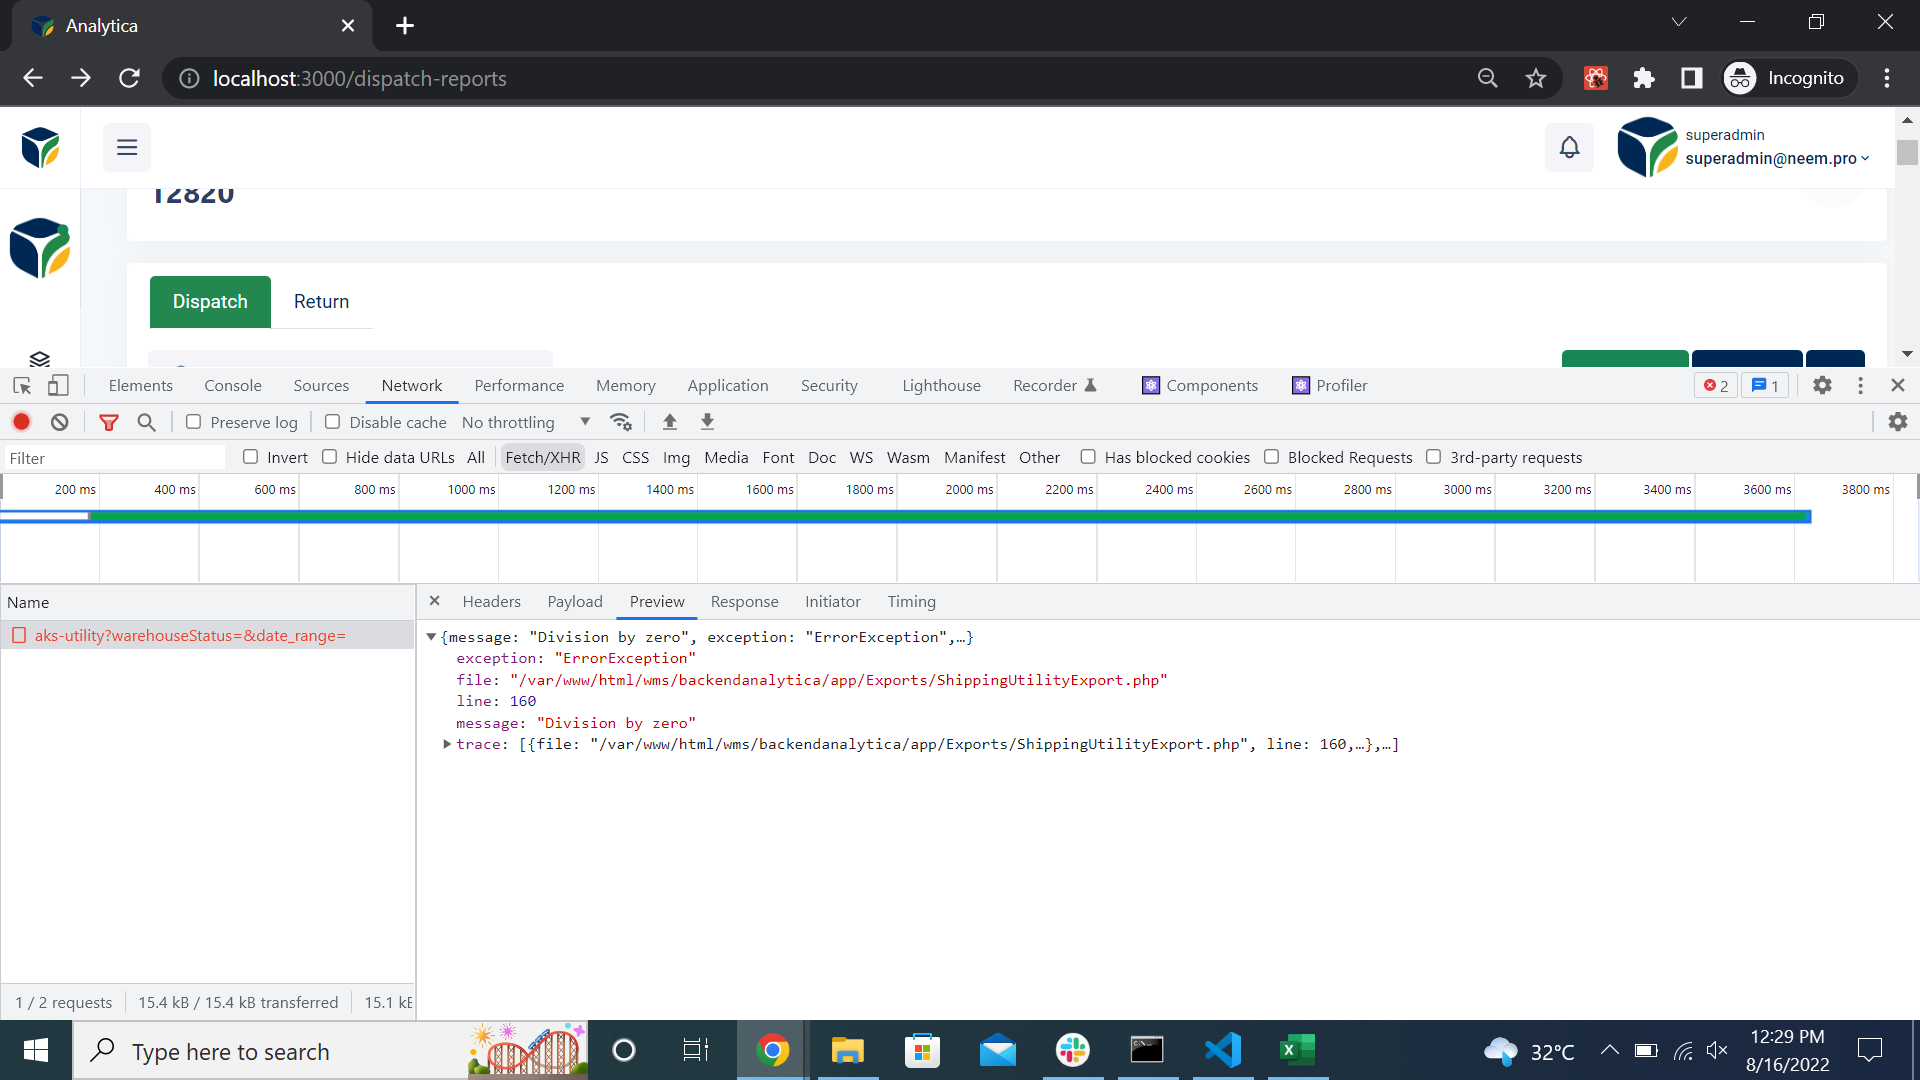 Analytica
localhost:3000/dispatch-reports
Incognito
superadmin
superadmin@neem.pro
12820
Dispatch Return
Elements Console Sources Network Performance Memory Application Security Lighthouse Recorder Components Profiler 2 1
Preserve log Disable cache No throttling
Filter Invert Hide data URLs All Fetch/XHR JS CSS Img Media Font Doc WS Wasm Manifest Other Has blocked cookies Blocked Requests 3rd-party requests
200 ms 400 ms 600 ms 800 ms 1000 ms 1200 ms 1400 ms 1600 ms 1800 ms 2000 ms 2200 ms 2400 ms 2600 ms 2800 ms 3000 ms 3200 ms 3400 ms 3600 ms 3800 ms
Name
aks-utility?warehouseStatus=&date_range=
Headers Payload Preview Response Initiator Timing
{message: "Division by zero", exception: "ErrorException",…}
exception: "ErrorException"
file: "/var/www/html/wms/backendanalytica/app/Exports/ShippingUtilityExport.php"
line: 160
message: "Division by zero"
trace: [{file: "/var/www/html/wms/backendanalytica/app/Exports/ShippingUtilityExport.php", line: 160,…},…]
1 / 2 requests 15.4 kB / 15.4 kB transferred 15.1 kB
Type here to search
32°C
12:29 PM
8/16/2022